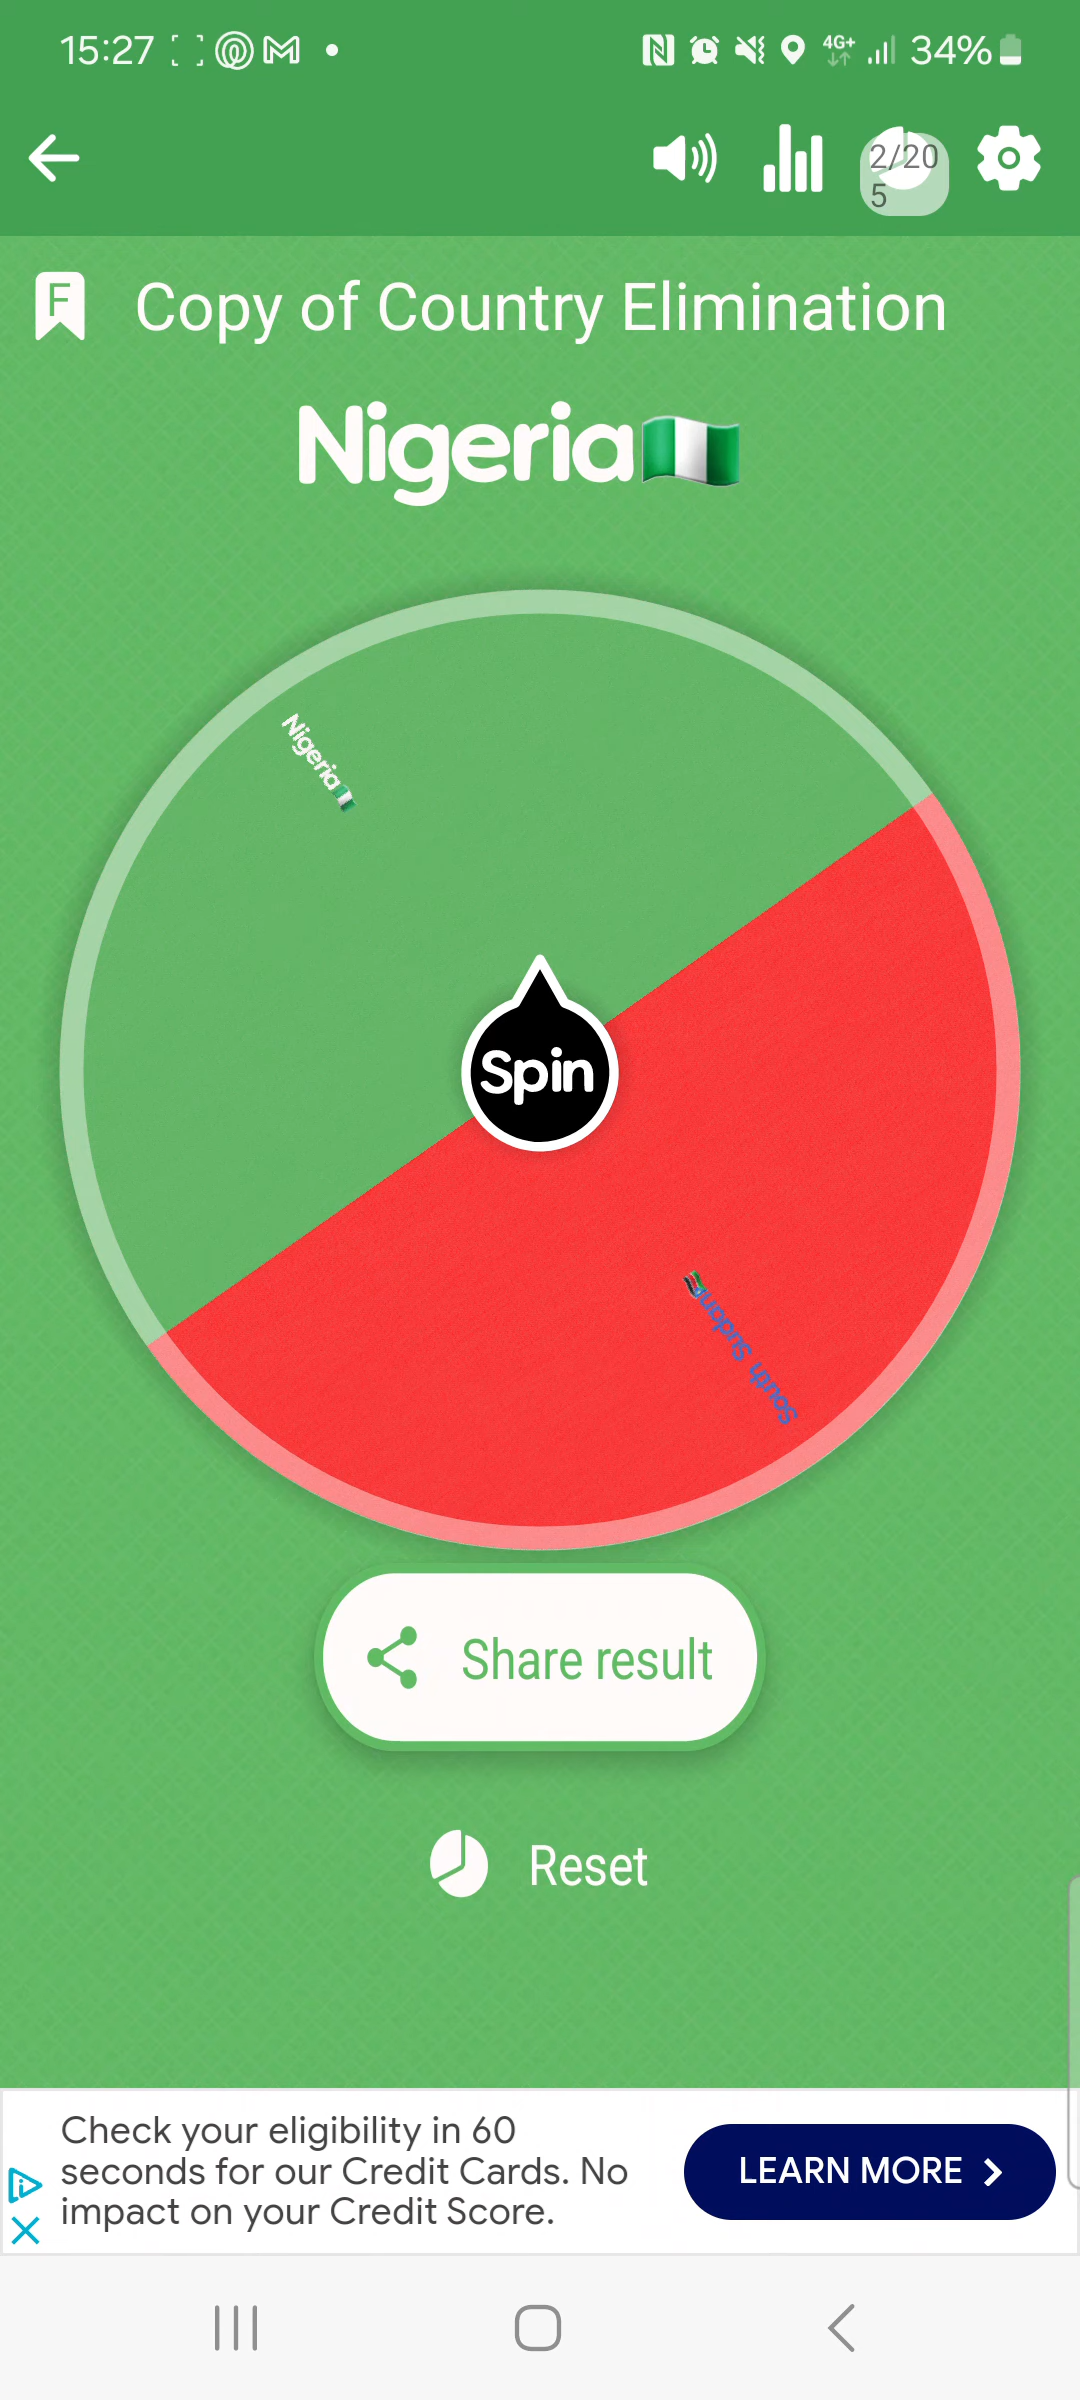 15:27
4G+
34%
2/20
5
F
Copy of Country Elimination
Nigeria🇳🇬
Nigeria🇳🇬
Spin
South Sudan🇸🇸
Share result
Reset
Check your eligibility in 60
seconds for our Credit Cards. No
impact on your Credit Score.
LEARN MORE